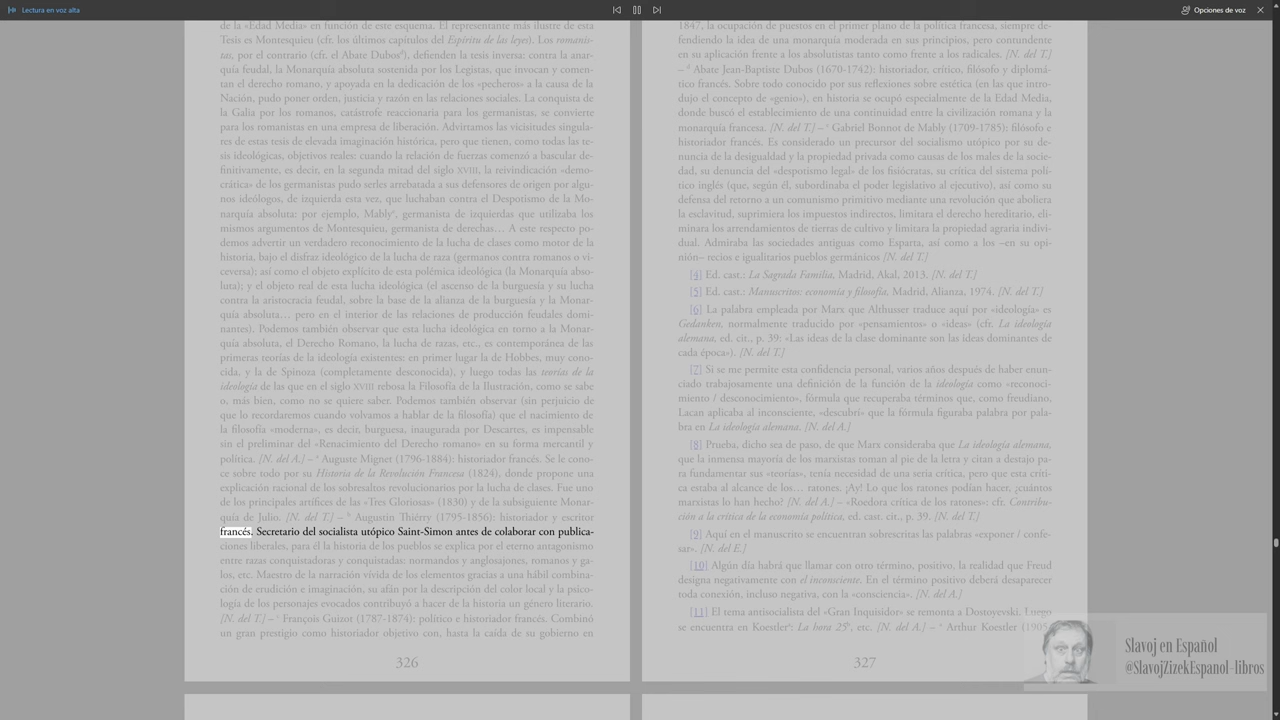 Lectura en voz alta
Opciones de voz
de la «Edad Media» en función de este esquema. El representante más ilustre de esta
Tesis es Montesquieu (cfr. los últimos capítulos del Espíritu de las leyes). Los romanis-
tas, por el contrario (cfr. el Abate Dubosd), defienden la tesis inversa: contra la anar-
quía feudal, la Monarquía absoluta sostenida por los Legistas, que invocan y comen-
tan el derecho romano, y apoyada en la dedicación de los «pecheros» a la causa de la
Nación, pudo poner orden, justicia y razón en las relaciones sociales. La conquista de
la Galia por los romanos, catástrofe reaccionaria para los germanistas, se convierte
para los romanistas en una empresa de liberación. Advirtamos las vicisitudes singula-
res de estas tesis de elevada imaginación histórica, pero que tienen, como todas las te-
sis ideológicas, objetivos reales: cuando la relación de fuerzas comenzó a bascular de-
finitivamente, es decir, en la segunda mitad del siglo XVIII, la reivindicación «demo-
crática» de los germanistas pudo serles arrebatada a sus defensores de origen por algu-
nos ideólogos, de izquierda esta vez, que luchaban contra el Despotismo de la Mo-
narquía absoluta: por ejemplo, Mablye, germanista de izquierdas que utilizaba los
mismos argumentos de Montesquieu, germanista de derechas… A este respecto po-
demos advertir un verdadero reconocimiento de la lucha de clases como motor de la
historia, bajo el disfraz ideológico de la lucha de raza (germanos contra romanos o vi-
ceversa); así como el objeto explícito de esta polémica ideológica (la Monarquía abso-
luta); y el objeto real de esta lucha ideológica (el ascenso de la burguesía y su lucha
contra la aristocracia feudal, sobre la base de la alianza de la burguesía y la Monar-
quía absoluta… pero en el interior de las relaciones de producción feudales domi-
nantes). Podemos también observar que esta lucha ideológica en torno a la Monar-
quía absoluta, el Derecho Romano, la lucha de razas, etc., es contemporánea de las
primeras teorías de la ideología existentes: en primer lugar la de Hobbes, muy cono-
cida, y la de Spinoza (completamente desconocida), y luego todas las teorías de la
ideología de las que en el siglo XVIII rebosa la Filosofía de la Ilustración, como se sabe
o, más bien, como no se quiere saber. Podemos también observar (sin perjuicio de
que lo recordaremos cuando volvamos a hablar de la filosofía) que el nacimiento de
la filosofía «moderna», es decir, burguesa, inaugurada por Descartes, es impensable
sin el preliminar del «Renacimiento del Derecho romano» en su forma mercantil y
política. [N. del A.] – a Auguste Mignet (1796-1884): historiador francés. Se le cono-
ce sobre todo por su Historia de la Revolución Francesa (1824), donde propone una
explicación racional de los sobresaltos revolucionarios por la lucha de clases. Fue uno
de los principales artífices de las «Tres Gloriosas» (1830) y de la subsiguiente Monar-
quía de Julio. [N. del T.] – b Augustin Thiérry (1795-1856): historiador y escritor
francés. Secretario del socialista utópico Saint-Simon antes de colaborar con publica-
ciones liberales, para él la historia de los pueblos se explica por el eterno antagonismo
entre razas conquistadoras y conquistadas: normandos y anglosajones, romanos y ga-
los, etc. Maestro de la narración vívida de los elementos gracias a una hábil combina-
ción de erudición e imaginación, su afán por la descripción del color local y la psico-
logía de los personajes evocados contribuyó a hacer de la historia un género literario.
[N. del T.] – c François Guizot (1787-1874): político e historiador francés. Combinó
un gran prestigio como historiador objetivo con, hasta la caída de su gobierno en
326
1847, la ocupación de puestos en el primer plano de la política francesa, siempre de-
fendiendo la idea de una monarquía moderada en sus principios, pero contundente
en su aplicación frente a los absolutistas tanto como frente a los radicales. [N. del T.]
– d Abate Jean-Baptiste Dubos (1670-1742): historiador, crítico, filósofo y diplomá-
tico francés. Sobre todo conocido por sus reflexiones sobre estética (en las que intro-
dujo el concepto de «genio»), en historia se ocupó especialmente de la Edad Media,
donde buscó el establecimiento de una continuidad entre la civilización romana y la
monarquía francesa. [N. del T.] – e Gabriel Bonnot de Mably (1709-1785): filósofo e
historiador francés. Es considerado un precursor del socialismo utópico por su de-
nuncia de la desigualdad y la propiedad privada como causas de los males de la socie-
dad, su denuncia del «despotismo legal» de los fisiócratas, su crítica del sistema polí-
tico inglés (que, según él, subordinaba el poder legislativo al ejecutivo), así como su
defensa del retorno a un comunismo primitivo mediante una revolución que aboliera
la esclavitud, suprimiera los impuestos indirectos, limitara el derecho hereditario, eli-
minara los arrendamientos de tierras de cultivo y limitara la propiedad agraria indivi-
dual. Admiraba las sociedades antiguas como Esparta, así como a los –en su opi-
nión– recios e igualitarios pueblos germánicos [N. del T.]
[4] Ed. cast.: La Sagrada Familia, Madrid, Akal, 2013. [N. del T.]
[5] Ed. cast.: Manuscritos: economía y filosofía, Madrid, Alianza, 1974. [N. del T.]
[6] La palabra empleada por Marx que Althusser traduce aquí por «ideología» es
Gedanken, normalmente traducido por «pensamientos» o «ideas» (cfr. La ideología
alemana, ed. cit., p. 39: «Las ideas de la clase dominante son las ideas dominantes de
cada época»). [N. del T.]
[7] Si se me permite esta confidencia personal, varios años después de haber enun-
ciado trabajosamente una definición de la función de la ideología como «reconoci-
miento / desconocimiento», fórmula que recuperaba términos que, como freudiano,
Lacan aplicaba al inconsciente, «descubrí» que la fórmula figuraba palabra por pala-
bra en La ideología alemana. [N. del A.]
[8] Prueba, dicho sea de paso, de que Marx consideraba que La ideología alemana,
que la inmensa mayoría de los marxistas toman al pie de la letra y citan a destajo pa-
ra fundamentar sus «teorías», tenía necesidad de una seria crítica, pero que esta críti-
ca estaba al alcance de los… ratones. ¡Ay! Lo que los ratones podían hacer, ¿cuántos
marxistas lo han hecho? [N. del A.] – «Roedora crítica de los ratones»: cfr. Contribu-
ción a la crítica de la economía política, ed. cast. cit., p. 39. [N. del T.]
[9] Aquí en el manuscrito se encuentran sobrescritas las palabras «exponer / confe-
sar». [N. del E.]
[10] Algún día habrá que llamar con otro término, positivo, la realidad que Freud
designa negativamente con el inconsciente. En el término positivo deberá desaparecer
toda conexión, incluso negativa, con la «consciencia». [N. del A.]
[11] El tema antisocialista del «Gran Inquisidor» se remonta a Dostoyevski. Luego
se encuentra en Koestlera: La hora 25b, etc. [N. del A.] – a Arthur Koestler (1905-
327
Slavoj en Español
@SlavojZizekEspanol-libros